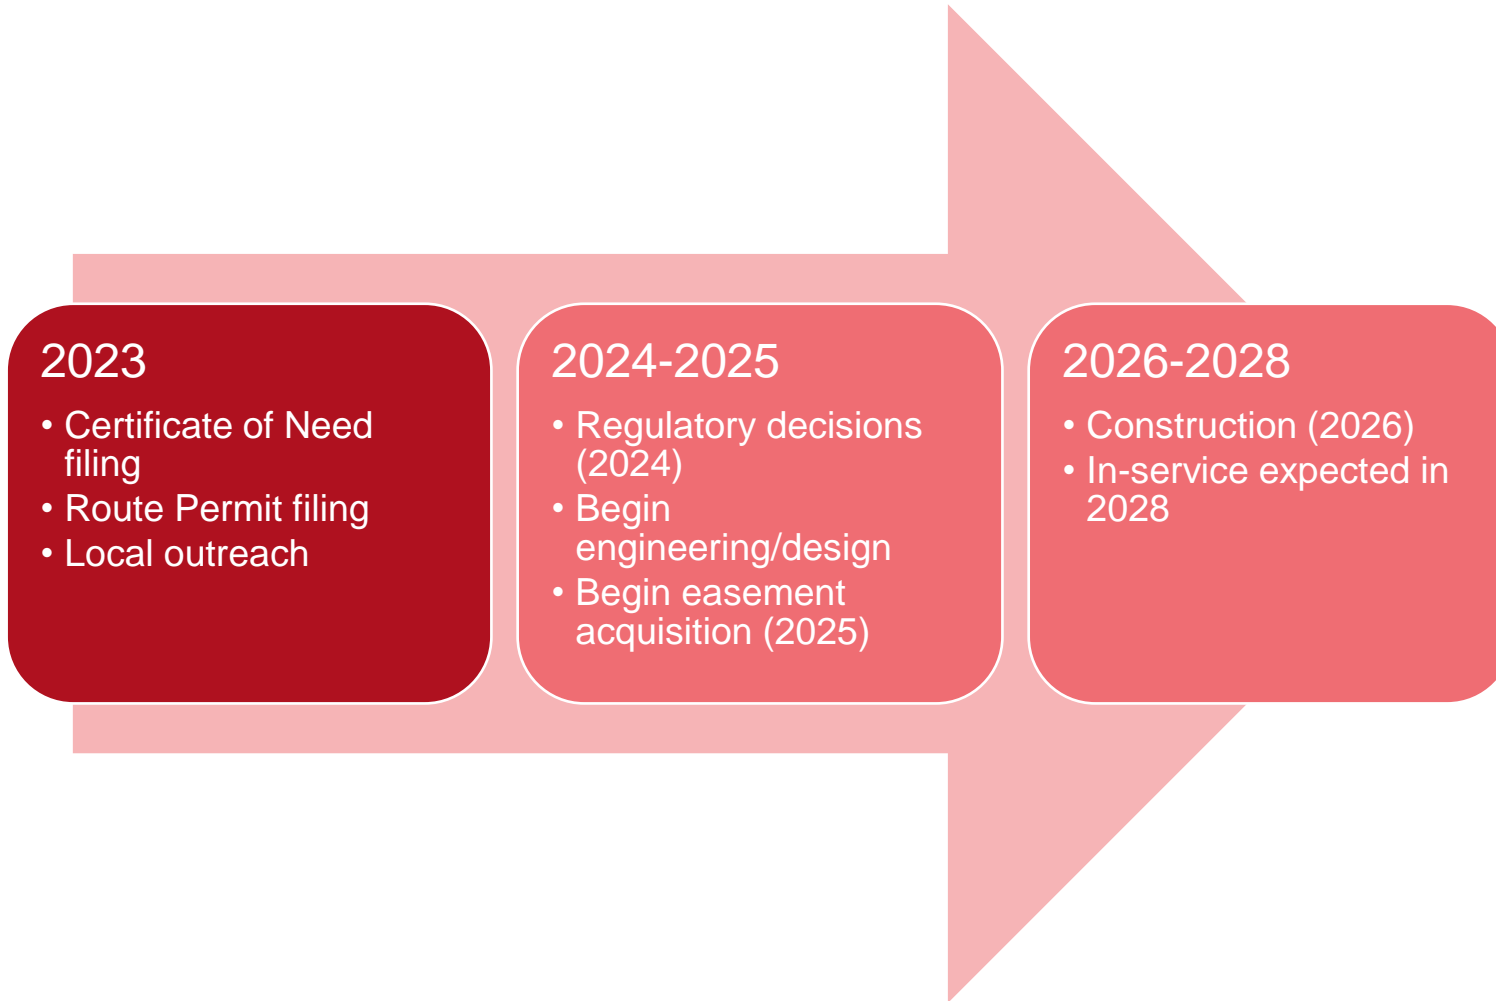 2023
• Certificate of Need
filing
• Route Permit filing
• Local outreach
2024-2025
• Regulatory decisions
(2024)
• Begin
engineering/design
• Begin easement
acquisition (2025)
2026-2028
• Construction (2026)
• In-service expected in
2028